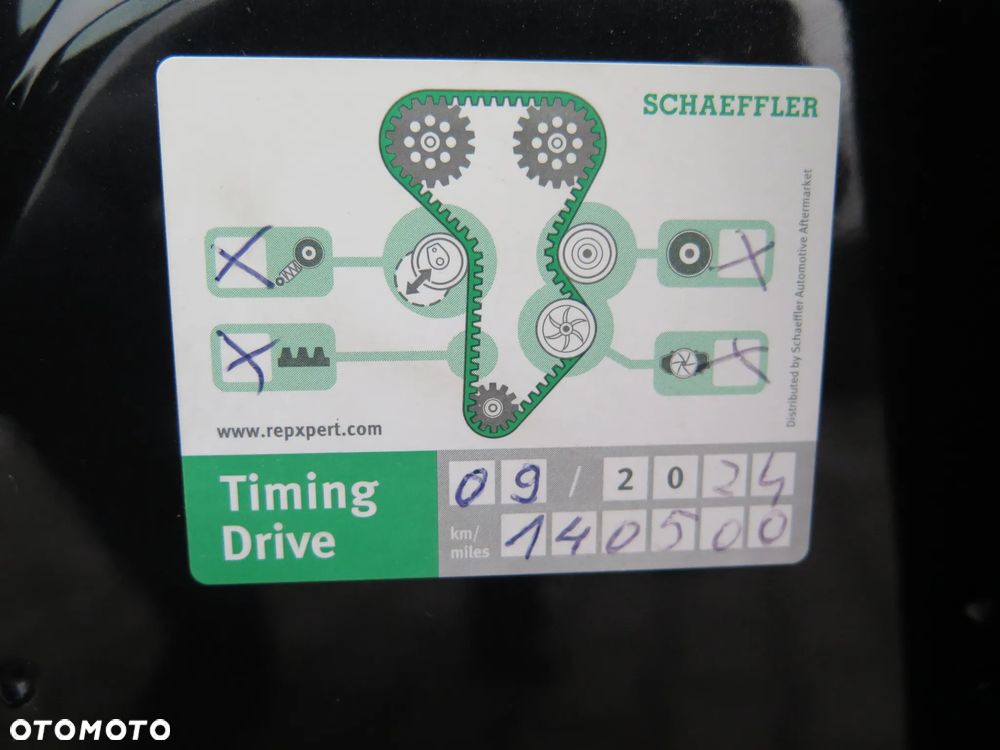 SCHAEFFLER
Distributed by Schaeffler Automotive Aftermarket
www.repxpert.com
Timing
Drive
09 / 2024
km/
miles
140500
OTOMOTO